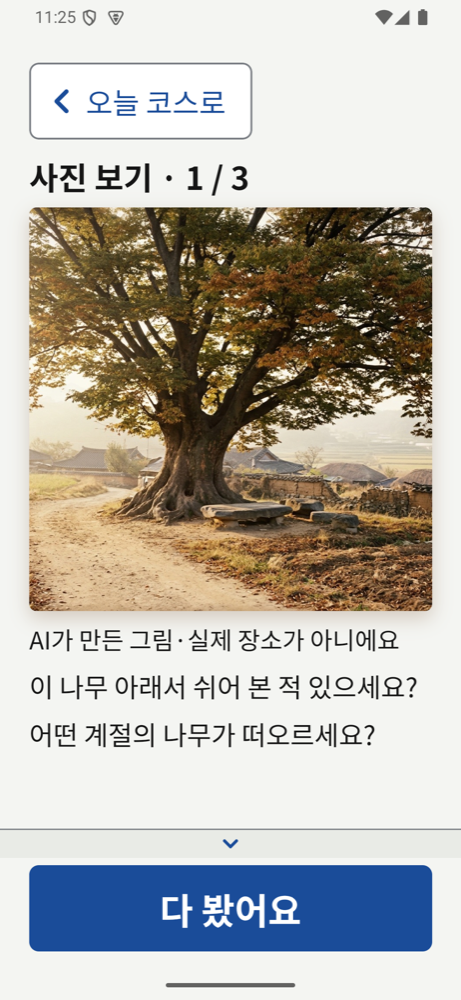 11:25
오늘 코스로
사진 보기 · 1 / 3
AI가 만든 그림·실제 장소가 아니에요
이 나무 아래서 쉬어 본 적 있으세요?
어떤 계절의 나무가 떠오르세요?
다 봤어요